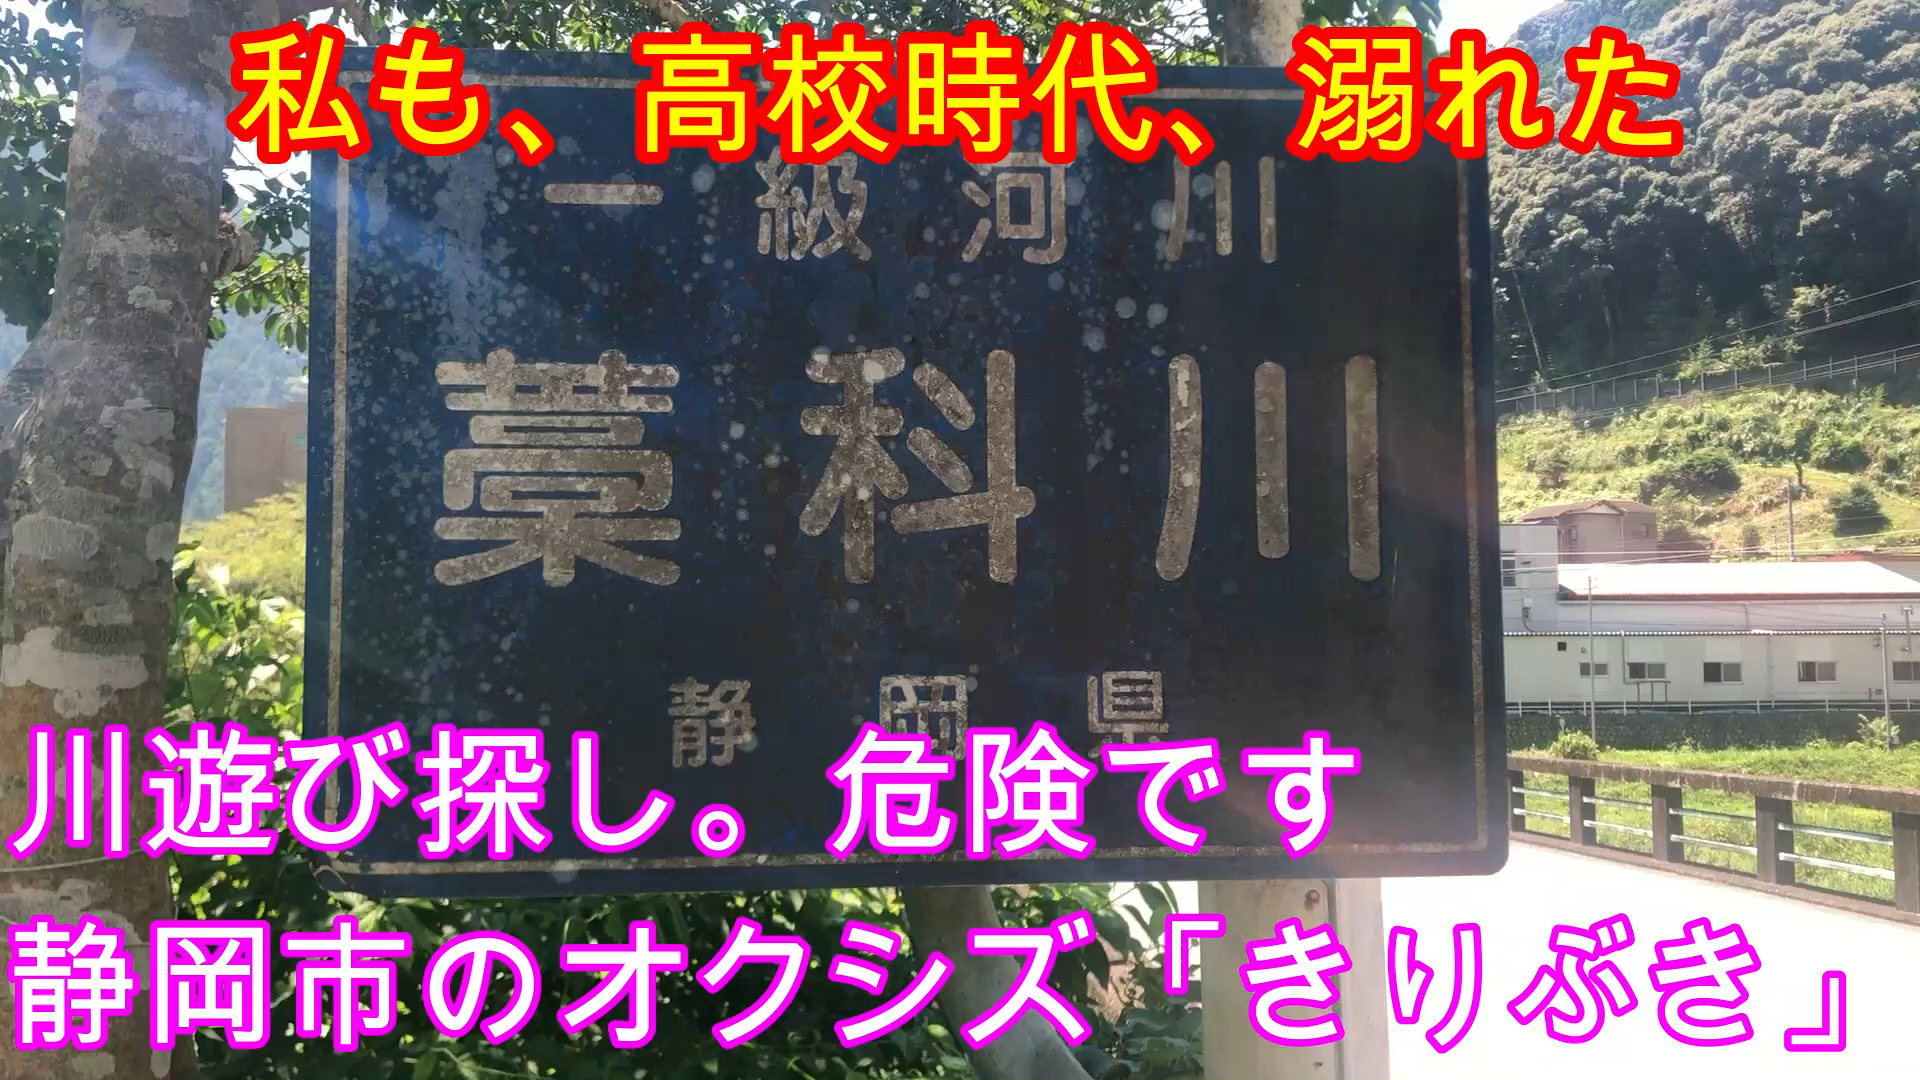 私も、高校時代、溺れた
一級河川
藁科川
静岡県
川遊び探し。危険です
静岡市のオクシズ「きりぶき」